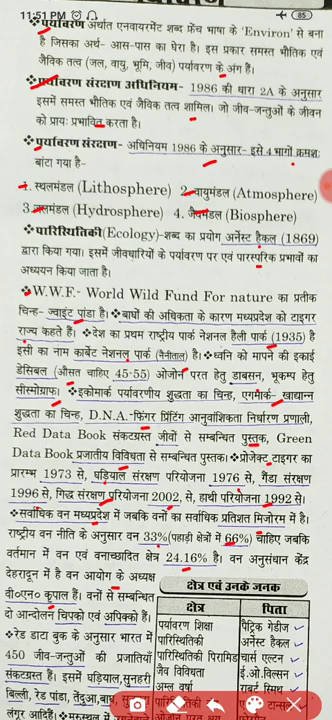 11:51 PM
85
❖पर्यावरण अर्थात एनवायरमेंट शब्द फ्रेंच भाषा के 'Environ' से बना
है जिसका अर्थ- आस-पास का घेरा है। इस प्रकार समस्त भौतिक एवं
जैविक तत्व (जल, वायु, भूमि, जीव) पर्यावरण के अंग हैं।
❖पर्यावरण संरक्षण अधिनियम- 1986 की धारा 2A के अनुसार
इसमें समस्त भौतिक एवं जैविक तत्व शामिल। जो जीव-जन्तुओं के जीवन
को प्रायः प्रभावित करता है।
❖पर्यावरण संरक्षण- अधिनियम 1986 के अनुसार- इसे 4 भागों क्रमशः
बांटा गया है-
1. स्थलमंडल (Lithosphere) 2. वायुमंडल (Atmosphere)
3. जलमंडल (Hydrosphere) 4. जैवमंडल (Biosphere)
❖पारिस्थितिकी (Ecology)-शब्द का प्रयोग अर्नेस्ट हैकल (1869)
द्वारा किया गया। इसमें जीवधारियों के पर्यावरण पर एवं पारस्परिक प्रभावों का
अध्ययन किया जाता है।
❖W.W.F.- World Wild Fund For nature का प्रतीक
चिन्ह- ज्वाइंट पांडा है। ❖बाघों की अधिकता के कारण मध्यप्रदेश को टाइगर
राज्य कहते हैं। ❖देश का प्रथम राष्ट्रीय पार्क नेशनल हैली पार्क (1935) है
इसी का नाम कार्बेट नेशनल पार्क (नैनीताल) है। ❖ध्वनि को मापने की इकाई
डेसिबल (औसत चाहिए 45-55) ओजोन परत हेतु डाबसन, भूकम्प हेतु
सीस्मोग्राफ। ❖इकोमार्क पर्यावरणीय शुद्धता का चिन्ह, एगमार्क- खाद्यान्न
शुद्धता का चिन्ह, D.N.A.-फिंगर प्रिंटिंग आनुवांशिकता निर्धारण प्रणाली,
Red Data Book संकटग्रस्त जीवों से सम्बन्धित पुस्तक, Green
Data Book प्रजातीय विविधता से सम्बन्धित पुस्तक। ❖प्रोजेक्ट टाइगर का
प्रारम्भ 1973 से, घड़ियाल संरक्षण परियोजना 1976 से, गैंडा संरक्षण
1996 से, गिद्ध संरक्षण परियोजना 2002, से, हाथी परियोजना 1992 से।
❖सर्वाधिक वन मध्यप्रदेश में जबकि वनों का सर्वाधिक प्रतिशत मिजोरम में है।
राष्ट्रीय वन नीति के अनुसार वन 33% (पहाड़ी क्षेत्रों में 66%) चाहिए जबकि
वर्तमान में वन एवं वनाच्छादित क्षेत्र 24.16% है। वन अनुसंधान केंद्र
देहरादून में है वन आयोग के अध्यक्ष
वी०एन० कृपाल हैं। वनों से सम्बन्धित
दो आन्दोलन चिपको एवं अपिको हैं।
❖रेड डाटा बुक के अनुसार भारत में
450 जीव-जन्तुओं की प्रजातियाँ
संकटग्रस्त हैं। इसमें घड़ियाल, सुनहरी
बिल्ली, रेड पांडा, तेंदुआ, बाघ,
लंगूर आदि हैं। ❖मरुस्थल में
क्षेत्र एवं उनके जनक
क्षेत्र पिता
पर्यावरण शिक्षा पैट्रिक गेडीज
पारिस्थितिकी अर्नेस्ट हैकल
पारिस्थितिकी पिरामिड चार्स एल्टन
जैव विविधता ई.ओ.विल्सन
अम्ल वर्षा राबर्ट स्मिथ